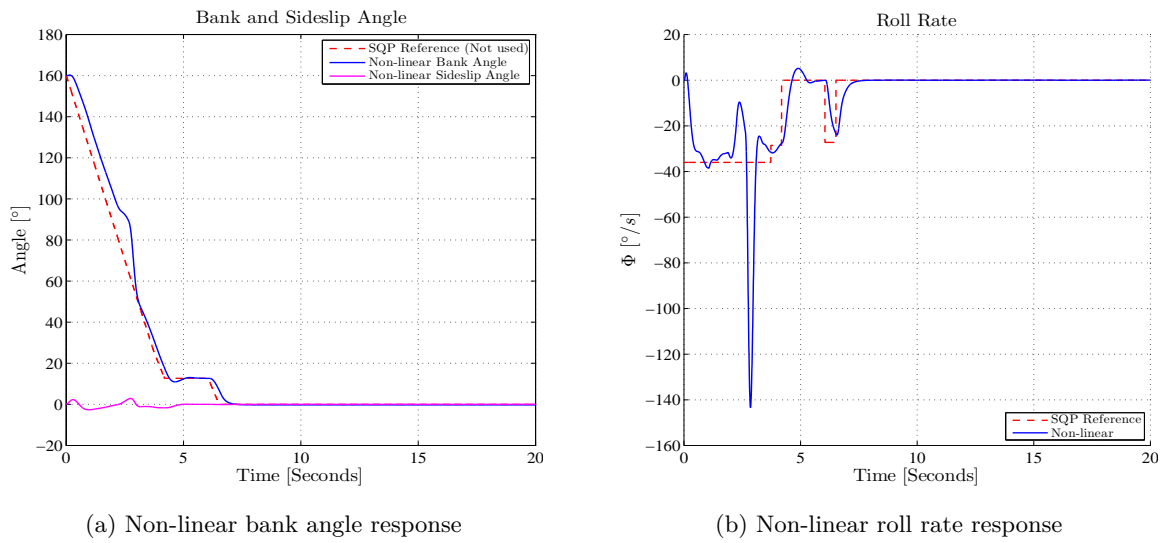 Bank and Sideslip Angle
180
160
140
120
100
80
60
40
20
0
−20
Angle [°]
SQP Reference (Not used)
Non-linear Bank Angle
Non-linear Sideslip Angle
0
5
10
15
20
Time [Seconds]
(a) Non-linear bank angle response
Roll Rate
20
0
−20
−40
−60
−80
−100
−120
−140
−160
Φ [°/s]
SQP Reference
Non-linear
0
5
10
15
20
Time [Seconds]
(b) Non-linear roll rate response